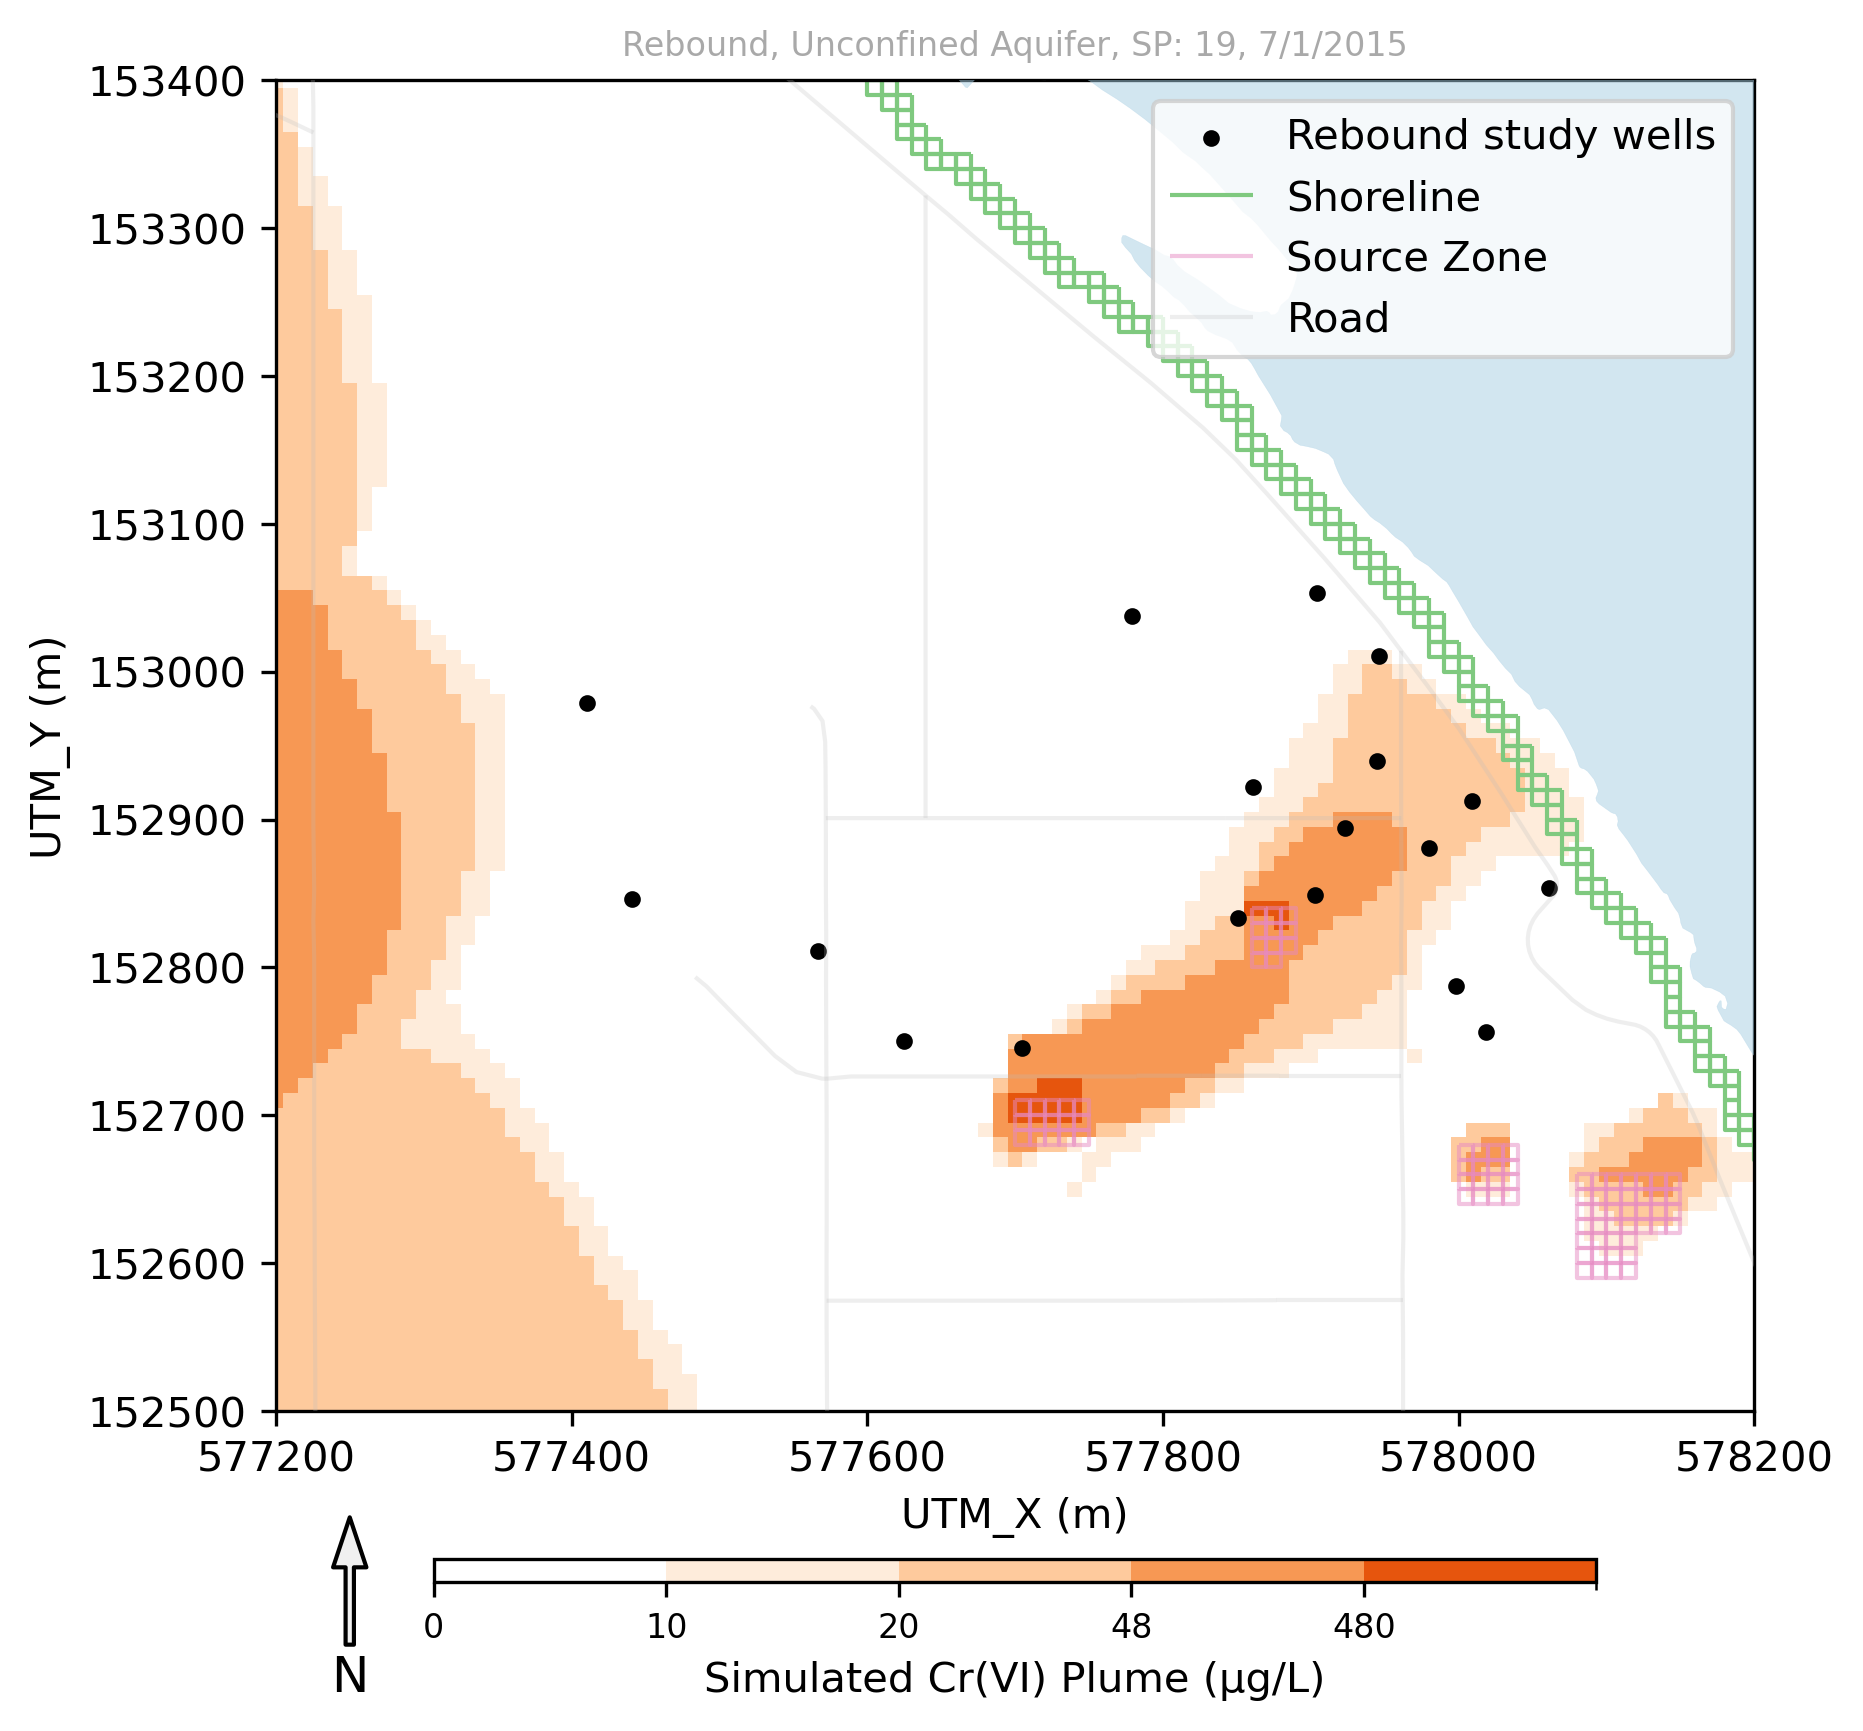 Rebound, Unconfined Aquifer, SP: 19, 7/1/2015
Rebound study wells
Shoreline
Source Zone
Road
153400
153300
153200
153100
153000
152900
152800
152700
152600
152500
UTM_Y (m)
577200 577400 577600 577800 578000 578200
UTM_X (m)
0 10 20 48 480
Simulated Cr(VI) Plume (μg/L)
N